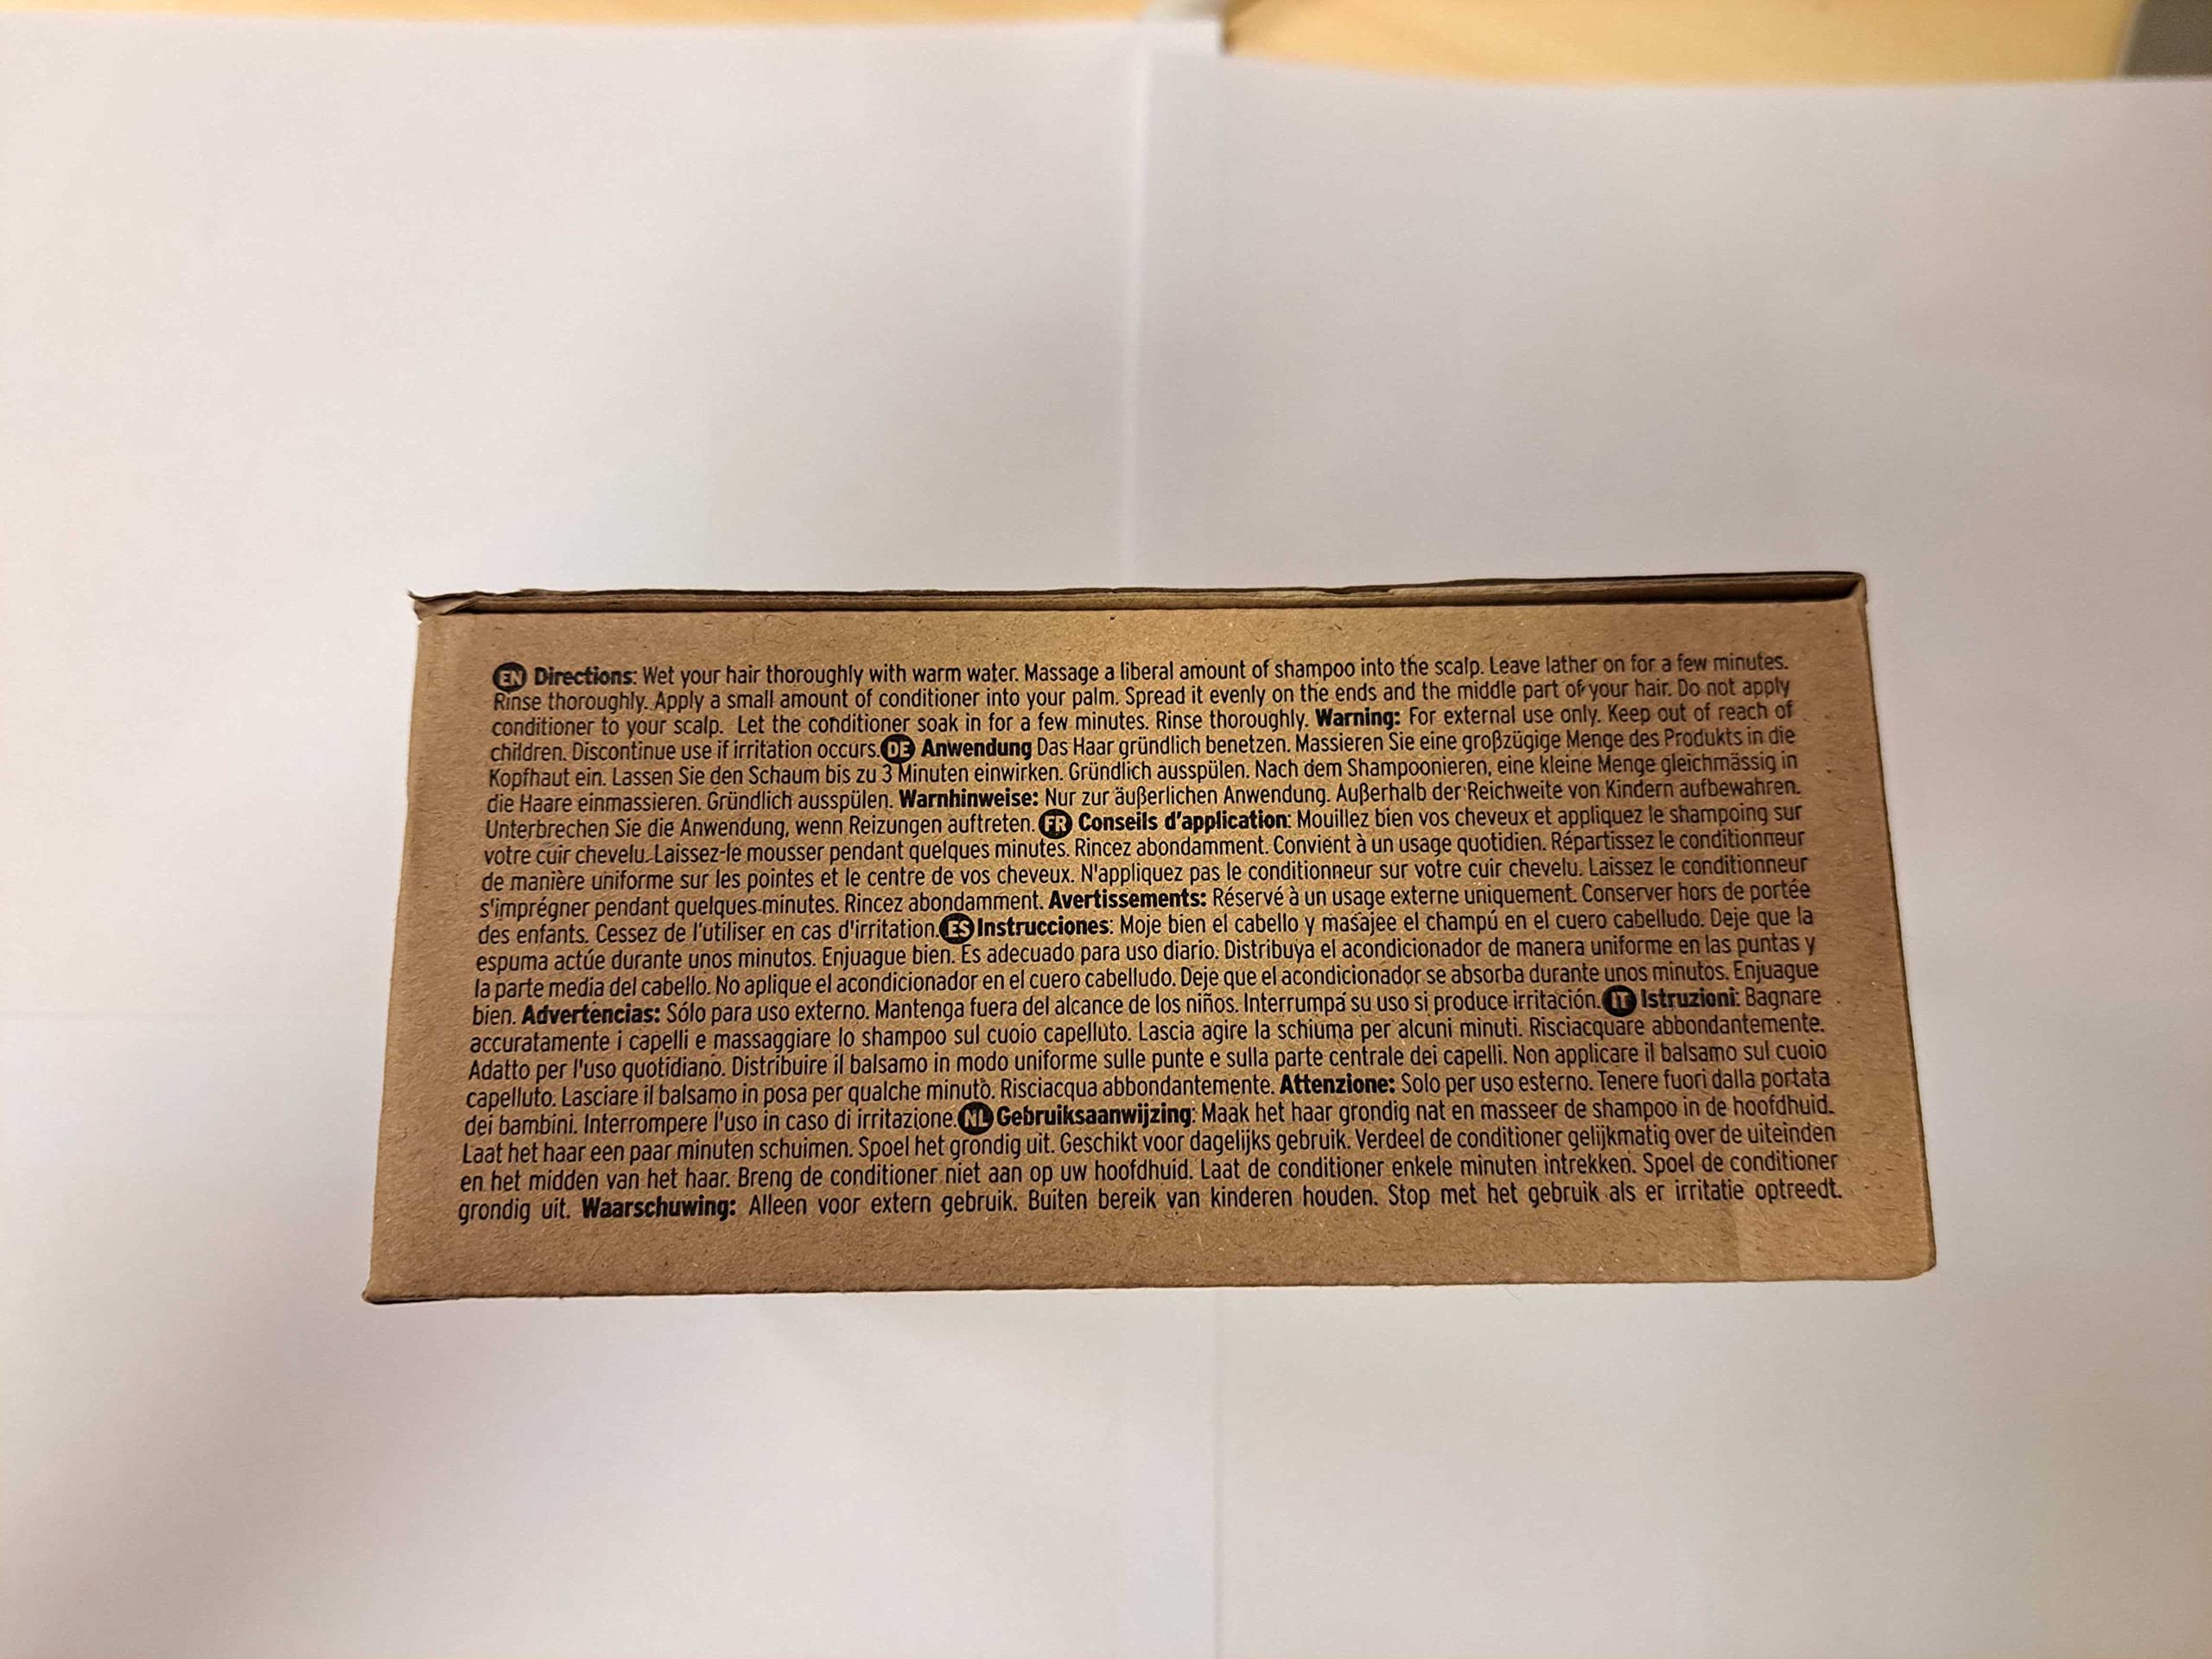 EN Directions: Wet your hair thoroughly with warm water. Massage a liberal amount of shampoo into the scalp. Leave lather on for a few minutes.
Rinse thoroughly. Apply a small amount of conditioner into your palm. Spread it evenly on the ends and the middle part of your hair. Do not apply
conditioner to your scalp. Let the conditioner soak in for a few minutes. Rinse thoroughly. Warning: For external use only. Keep out of reach of
children. Discontinue use if irritation occurs. DE Anwendung Das Haar gründlich benetzen. Massieren Sie eine großzügige Menge des Produkts in die
Kopfhaut ein. Lassen Sie den Schaum bis zu 3 Minuten einwirken. Gründlich ausspülen. Nach dem Shampoonieren, eine kleine Menge gleichmässig in
die Haare einmassieren. Gründlich ausspülen. Warnhinweise: Nur zur äußerlichen Anwendung. Außerhalb der Reichweite von Kindern aufbewahren.
Unterbrechen Sie die Anwendung, wenn Reizungen auftreten. FR Conseils d'application: Mouillez bien vos cheveux et appliquez le shampoing sur
votre cuir chevelu. Laissez-le mousser pendant quelques minutes. Rincez abondamment. Convient à un usage quotidien. Répartissez le conditionneur
de manière uniforme sur les pointes et le centre de vos cheveux. N'appliquez pas le conditionneur sur votre cuir chevelu. Laissez le conditionneur
s'imprégner pendant quelques minutes. Rincez abondamment. Avertissements: Réservé à un usage externe uniquement. Conserver hors de portée
des enfants. Cessez de l'utiliser en cas d'irritation. ES Instrucciones: Moje bien el cabello y masajee el champú en el cuero cabelludo. Deje que la
espuma actúe durante unos minutos. Enjuague bien. Es adecuado para uso diario. Distribuya el acondicionador de manera uniforme en las puntas y
la parte media del cabello. No aplique el acondicionador en el cuero cabelludo. Deje que el acondicionador se absorba durante unos minutos. Enjuague
bien. Advertencias: Sólo para uso externo. Mantenga fuera del alcance de los niños. Interrumpa su uso si produce irritación. IT Istruzioni: Bagnare
accuratamente i capelli e massaggiare lo shampoo sul cuoio capelluto. Lascia agire la schiuma per alcuni minuti. Risciacquare abbondantemente.
Adatto per l'uso quotidiano. Distribuire il balsamo in modo uniforme sulle punte e sulla parte centrale dei capelli. Non applicare il balsamo sul cuoio
capelluto. Lasciare il balsamo in posa per qualche minuto. Risciacqua abbondantemente. Attenzione: Solo per uso esterno. Tenere fuori dalla portata
dei bambini. Interrompere l'uso in caso di irritazione. NL Gebruiksaanwijzing: Maak het haar grondig nat en masseer de shampoo in de hoofdhuid.
Laat het haar een paar minuten schuimen. Spoel het grondig uit. Geschikt voor dagelijks gebruik. Verdeel de conditioner gelijkmatig over de uiteinden
en het midden van het haar. Breng de conditioner niet aan op uw hoofdhuid. Laat de conditioner enkele minuten intrekken. Spoel de conditioner
grondig uit. Waarschuwing: Alleen voor extern gebruik. Buiten bereik van kinderen houden. Stop met het gebruik als er irritatie optreedt.